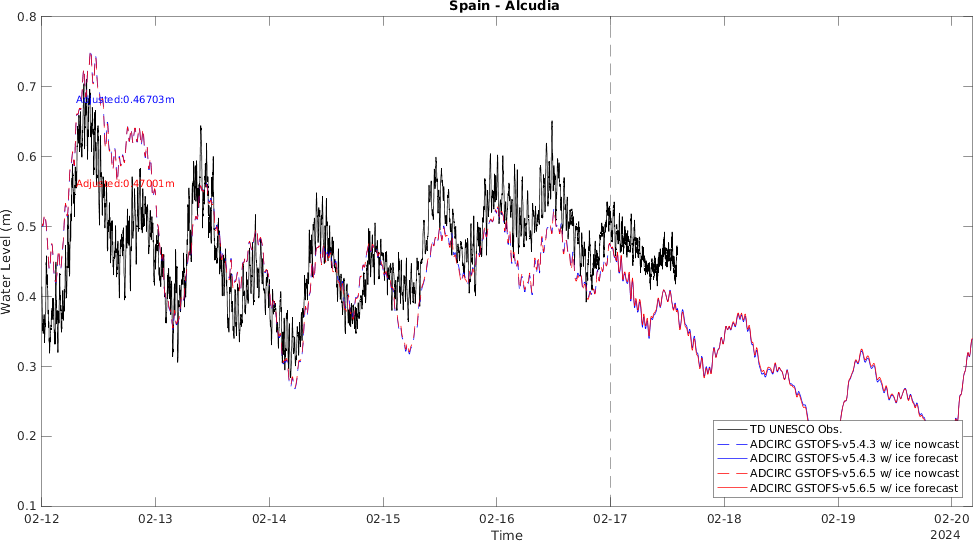 Spain - Alcudia
0.8
0.7
0.6
0.5
0.4
0.3
0.2
0.1
Water Level (m)
Adjusted:0.46703m
Adjusted:0.47001m
TD UNESCO Obs.
ADCIRC GSTOFS-v5.4.3 w/ ice nowcast
ADCIRC GSTOFS-v5.4.3 w/ ice forecast
ADCIRC GSTOFS-v5.6.5 w/ ice nowcast
ADCIRC GSTOFS-v5.6.5 w/ ice forecast
02-12 02-13 02-14 02-15 02-16 02-17 02-18 02-19 02-20
Time
2024